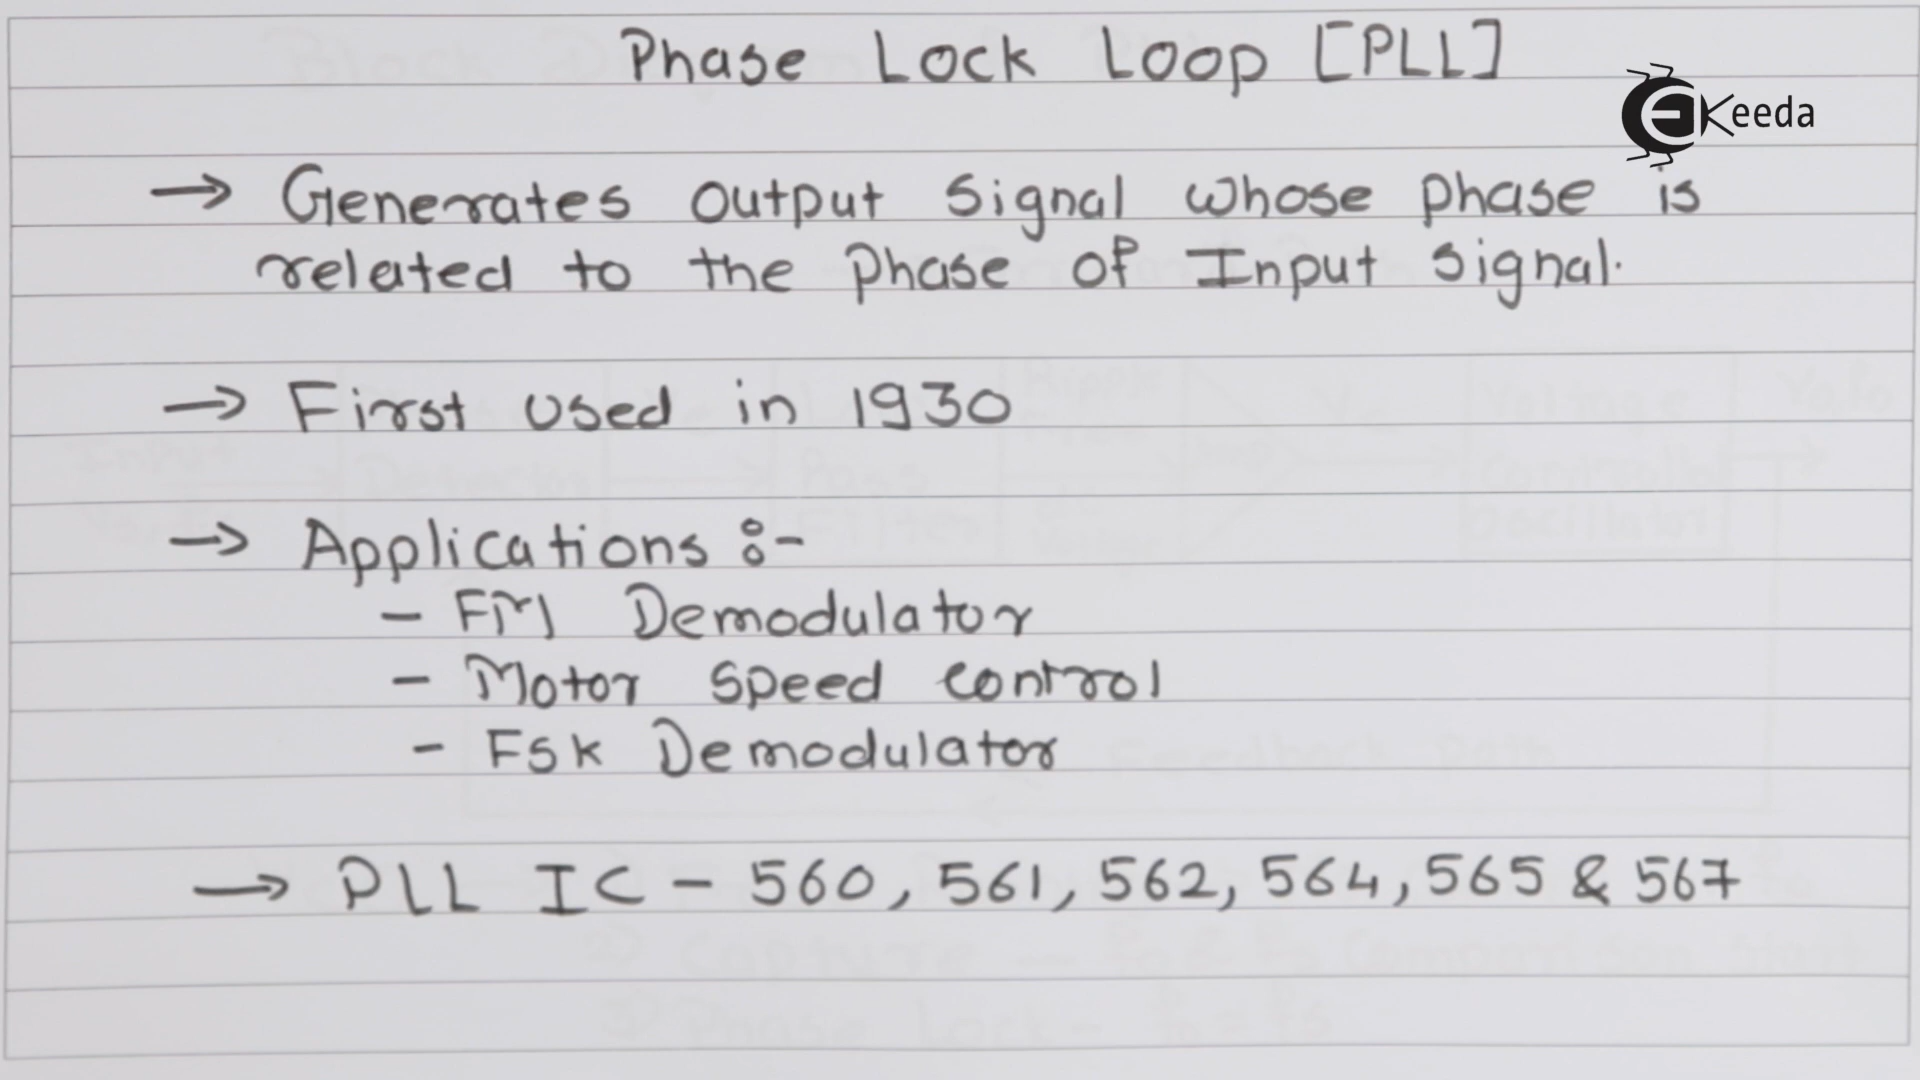 Phase Lock Loop [PLL]
EKeeda
→ Generates output signal whose phase is
related to the phase of Input signal.
→ First used in 1930
→ Applications :-
- FM Demodulator
- Motor speed control
- FSK Demodulator
→ PLL IC - 560, 561, 562, 564, 565 & 567